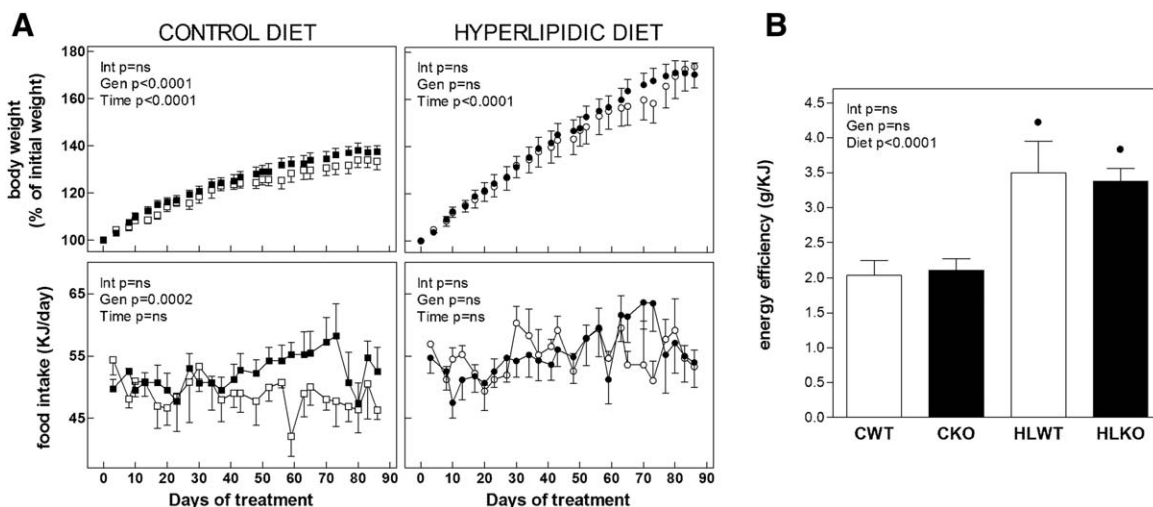 A
CONTROL DIET
HYPERLIPIDIC DIET
body weight
(% of initial weight)
180
160
140
120
100
Int p=ns
Gen p<0.0001
Time p<0.0001
Int p=ns
Gen p=ns
Time p<0.0001
food intake (KJ/day)
65
55
45
Int p=ns
Gen p=0.0002
Time p=ns
Int p=ns
Gen p=ns
Time p=ns
0 10 20 30 40 50 60 70 80 90
0 10 20 30 40 50 60 70 80 90
Days of treatment
Days of treatment
B
energy efficiency (g/KJ)
4.5
4.0
3.5
3.0
2.5
2.0
1.5
1.0
0.5
0.0
Int p=ns
Gen p=ns
Diet p<0.0001
CWT CKO HLWT HLKO